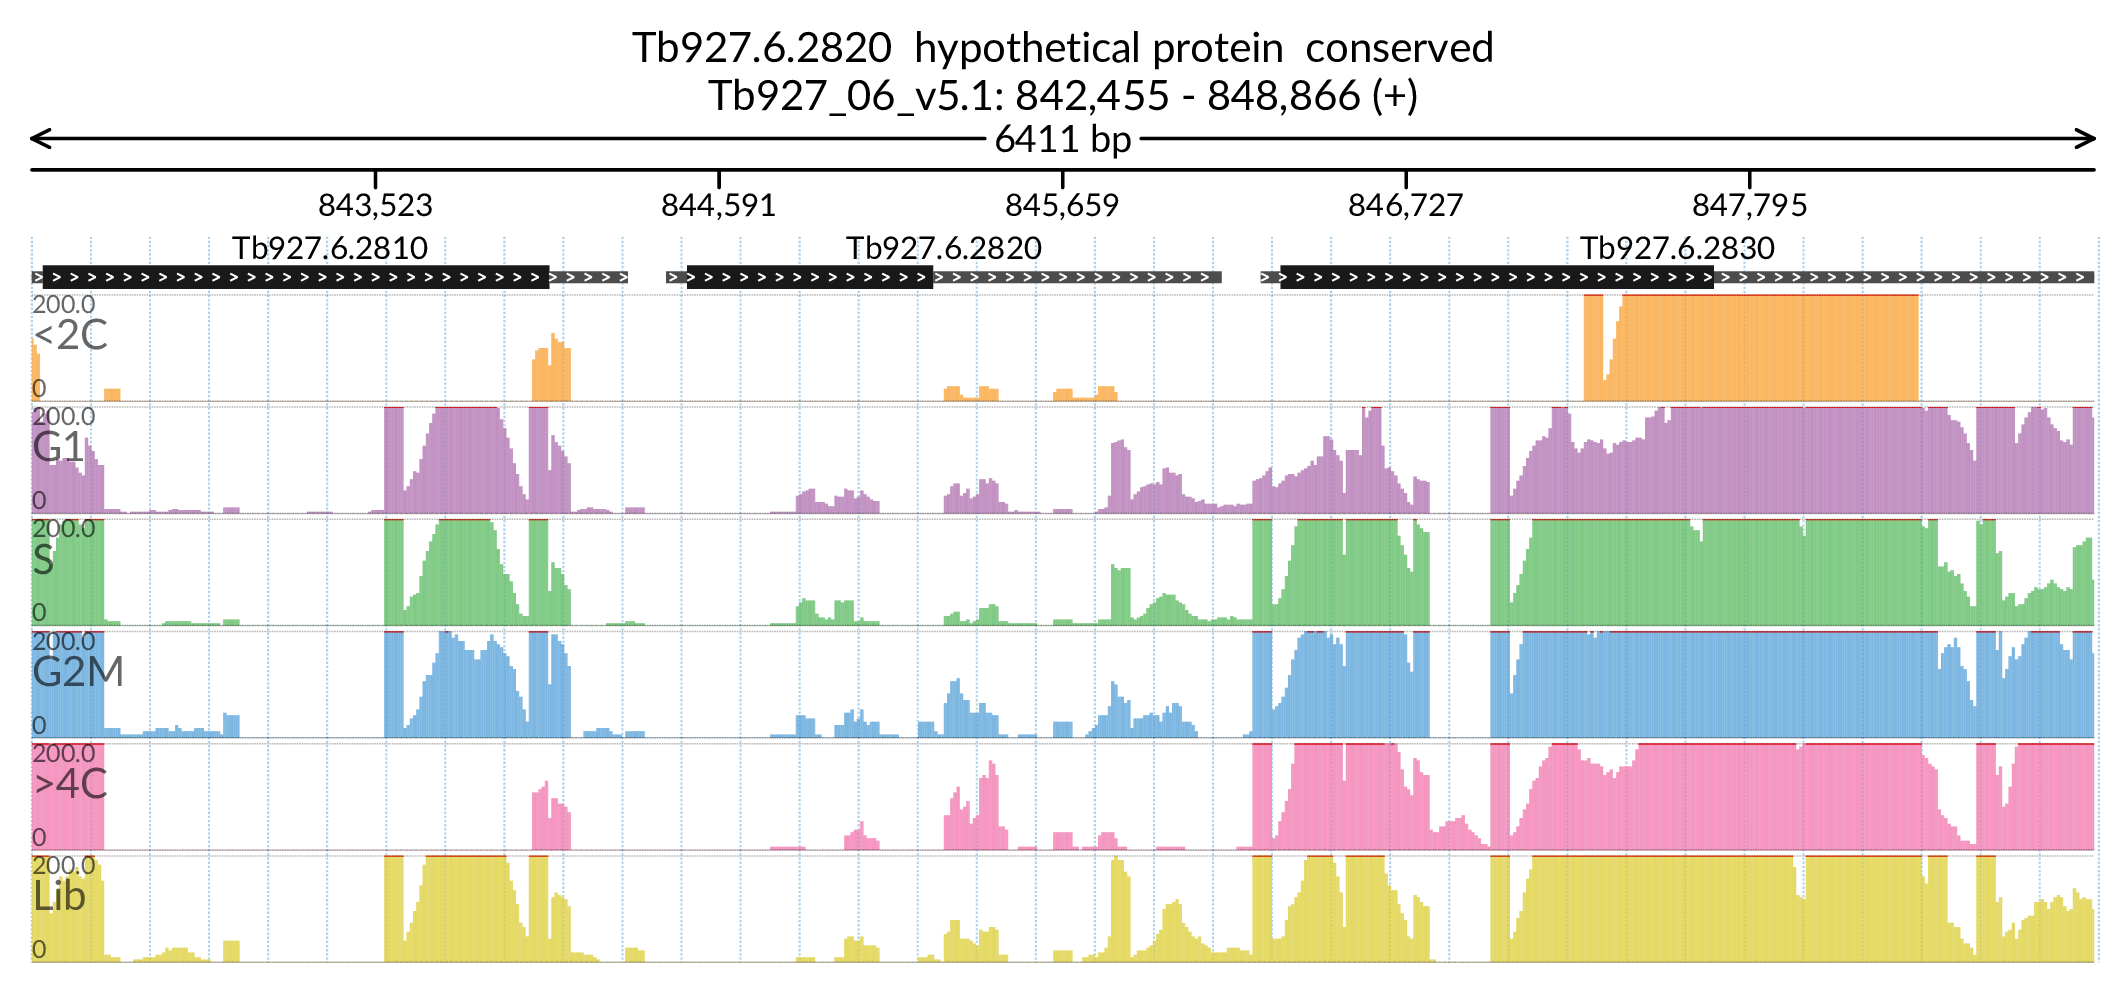 Tb927.6.2820 hypothetical protein conserved
Tb927_06_v5.1: 842,455 - 848,866 (+)
6411 bp
843,523 844,591 845,659 846,727 847,795
Tb927.6.2810 Tb927.6.2820 Tb927.6.2830
200.0
<2C
0
200.0
G1
0
200.0
S
0
200.0
G2M
0
200.0
>4C
0
200.0
Lib
0